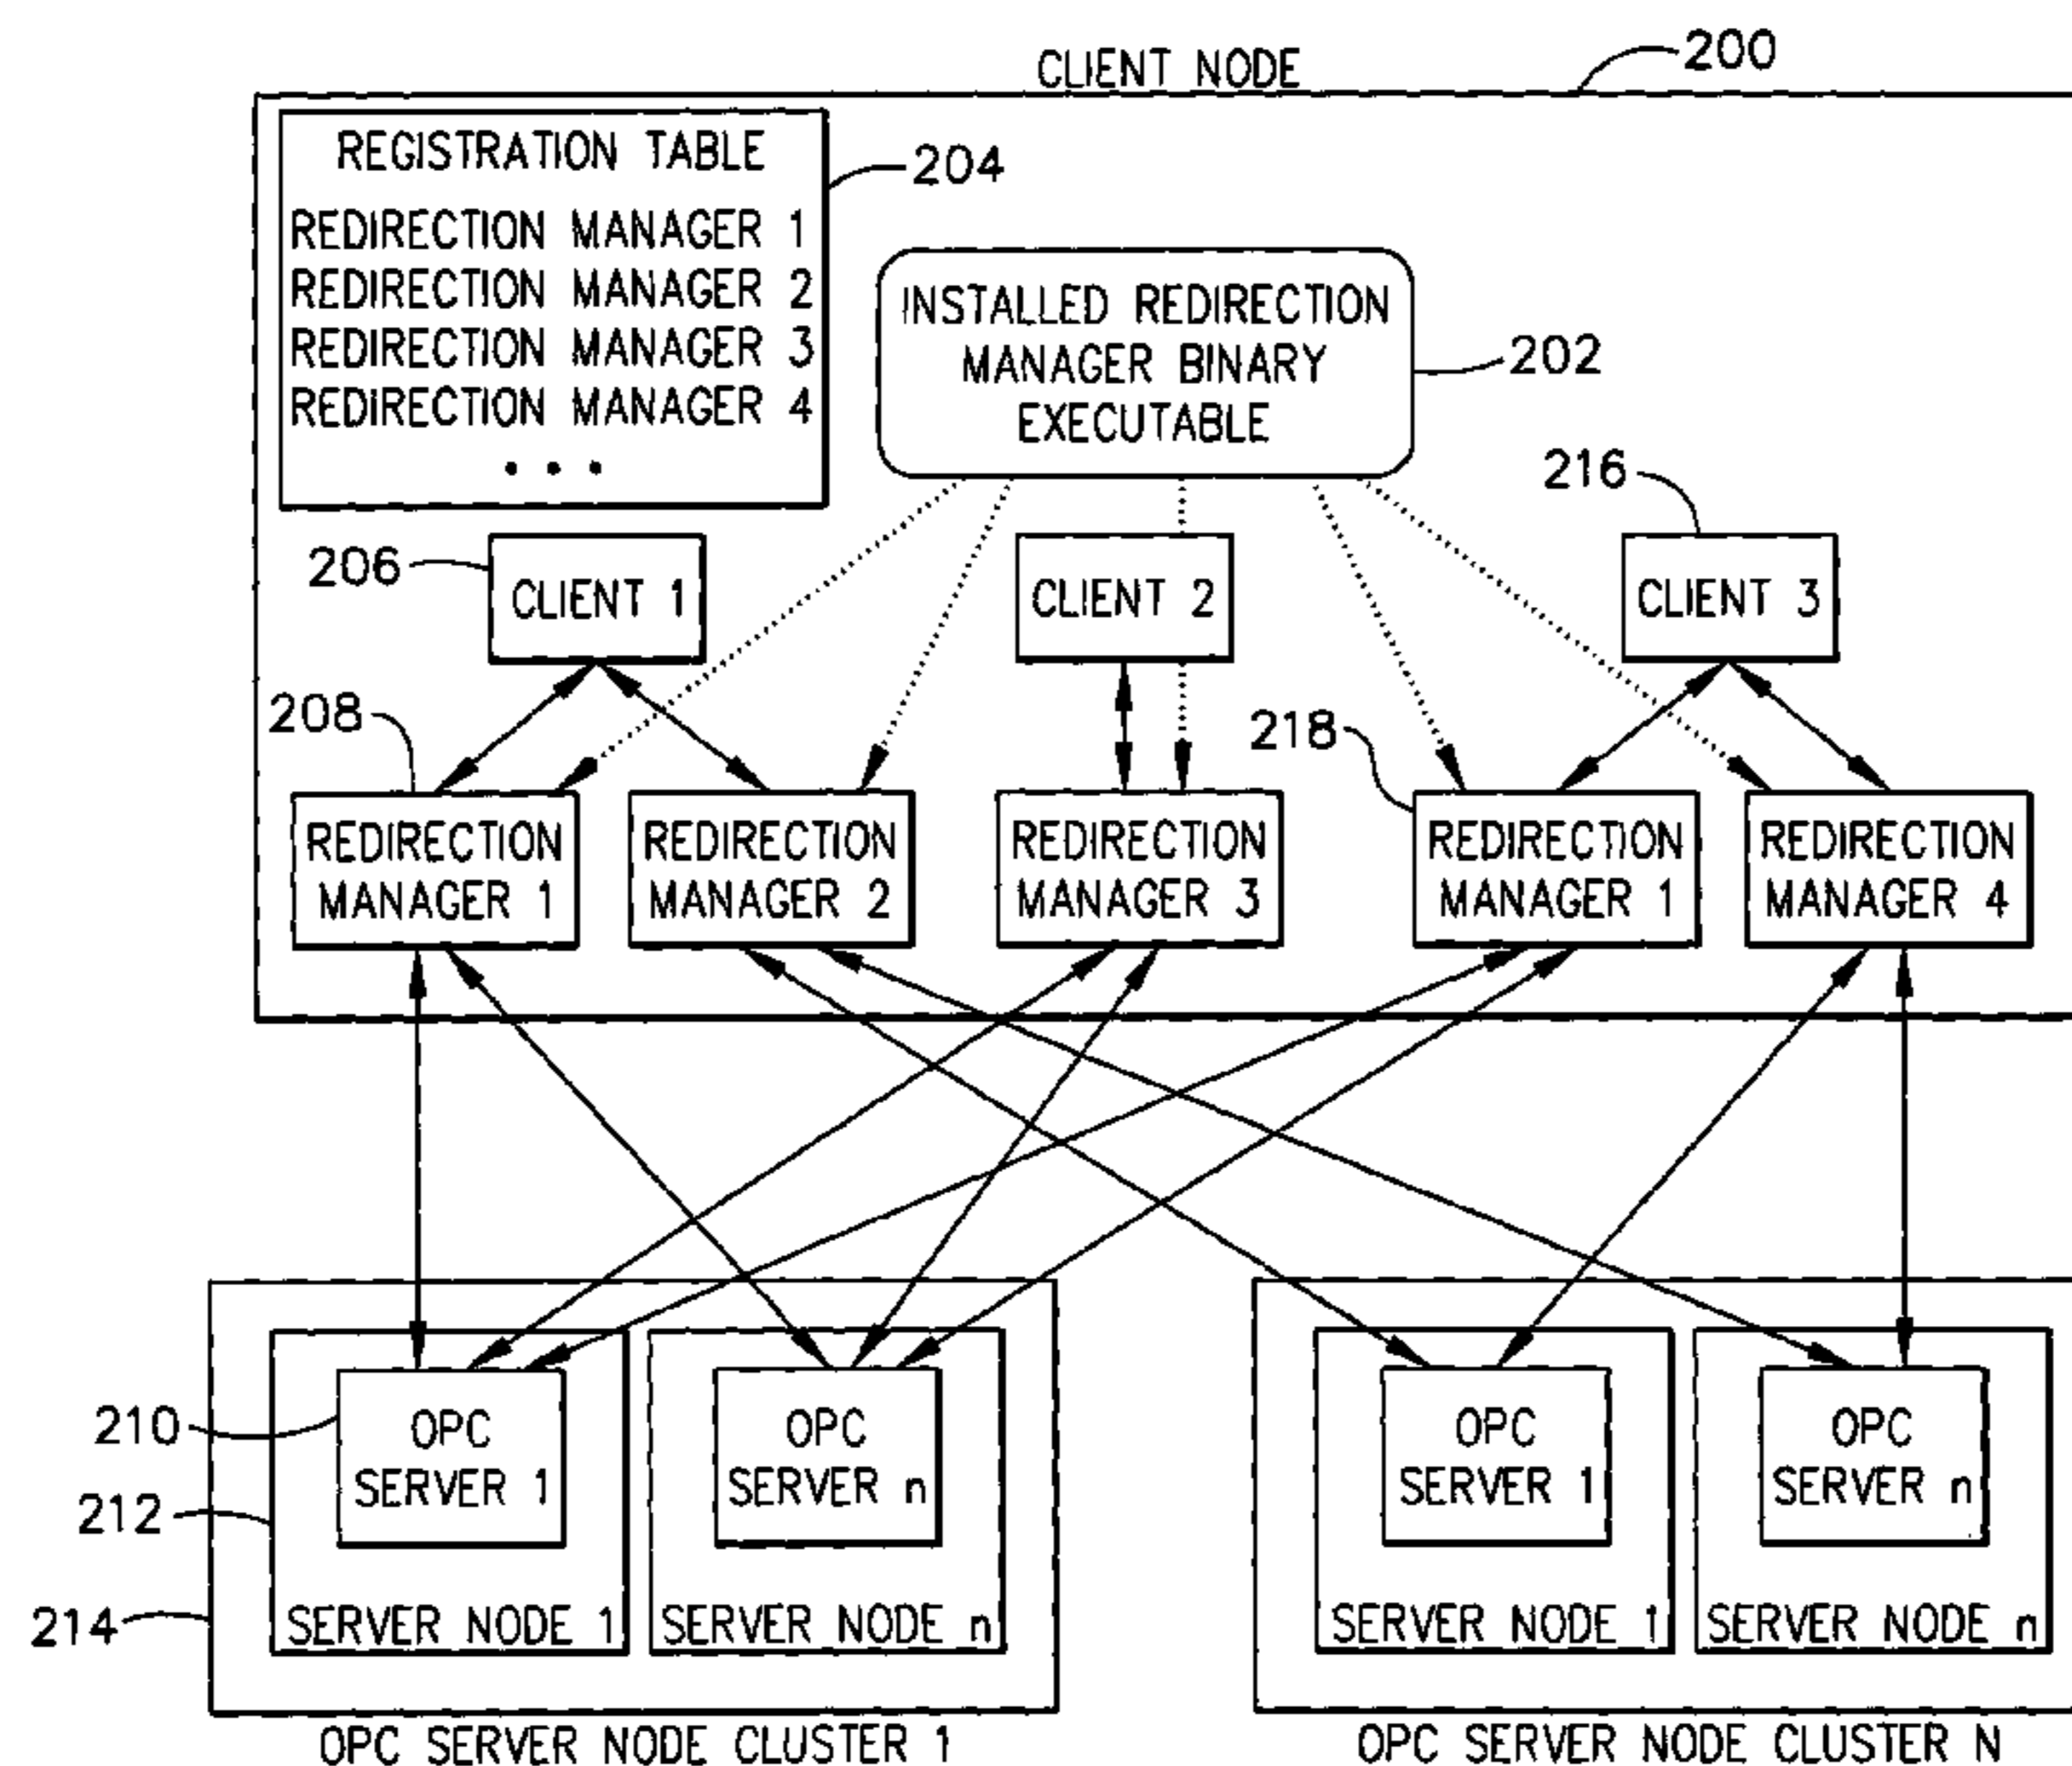 CLIENT NODE
200
REGISTRATION TABLE
204
REDIRECTION MANAGER 1
REDIRECTION MANAGER 2
REDIRECTION MANAGER 3
REDIRECTION MANAGER 4
• • •
INSTALLED REDIRECTION
MANAGER BINARY
EXECUTABLE
202
216
206
CLIENT 1
CLIENT 2
CLIENT 3
208
218
REDIRECTION
MANAGER 1
REDIRECTION
MANAGER 2
REDIRECTION
MANAGER 3
REDIRECTION
MANAGER 1
REDIRECTION
MANAGER 4
210
OPC
SERVER 1
OPC
SERVER n
OPC
SERVER 1
OPC
SERVER n
212
SERVER NODE 1
SERVER NODE n
SERVER NODE 1
SERVER NODE n
214
OPC SERVER NODE CLUSTER 1
OPC SERVER NODE CLUSTER N